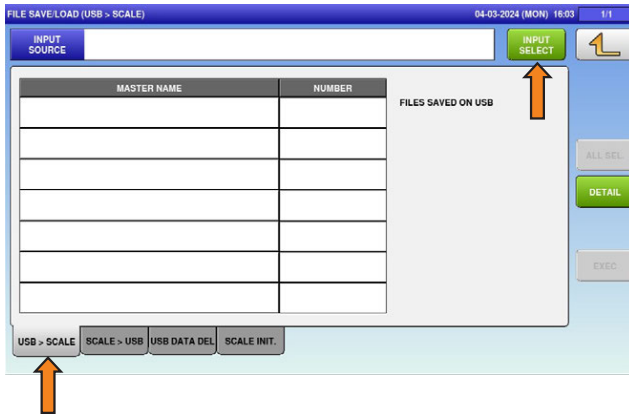 FILE SAVE/LOAD (USB > SCALE)
04-03-2024 (MON) 16:03
1/1
INPUT
SOURCE
INPUT
SELECT
MASTER NAME
NUMBER
FILES SAVED ON USB
ALL SEL.
DETAIL
EXEC
USB > SCALE
SCALE > USB
USB DATA DEL
SCALE INIT.